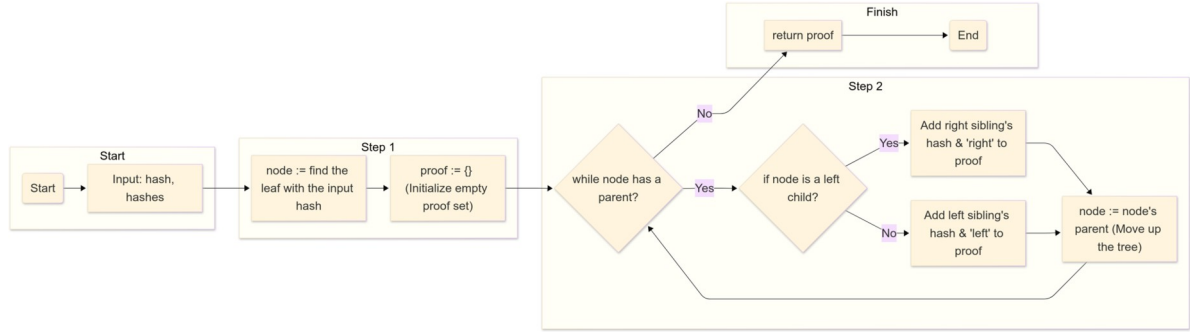 Start
Start
Input: hash,
hashes
Step 1
node := find the
leaf with the input
hash
proof := {}
(Initialize empty
proof set)
Step 2
while node has a
parent?
No
Yes
if node is a left
child?
Yes
No
Add right sibling's
hash & 'right' to
proof
Add left sibling's
hash & 'left' to
proof
node := node's
parent (Move up
the tree)
Finish
return proof
End